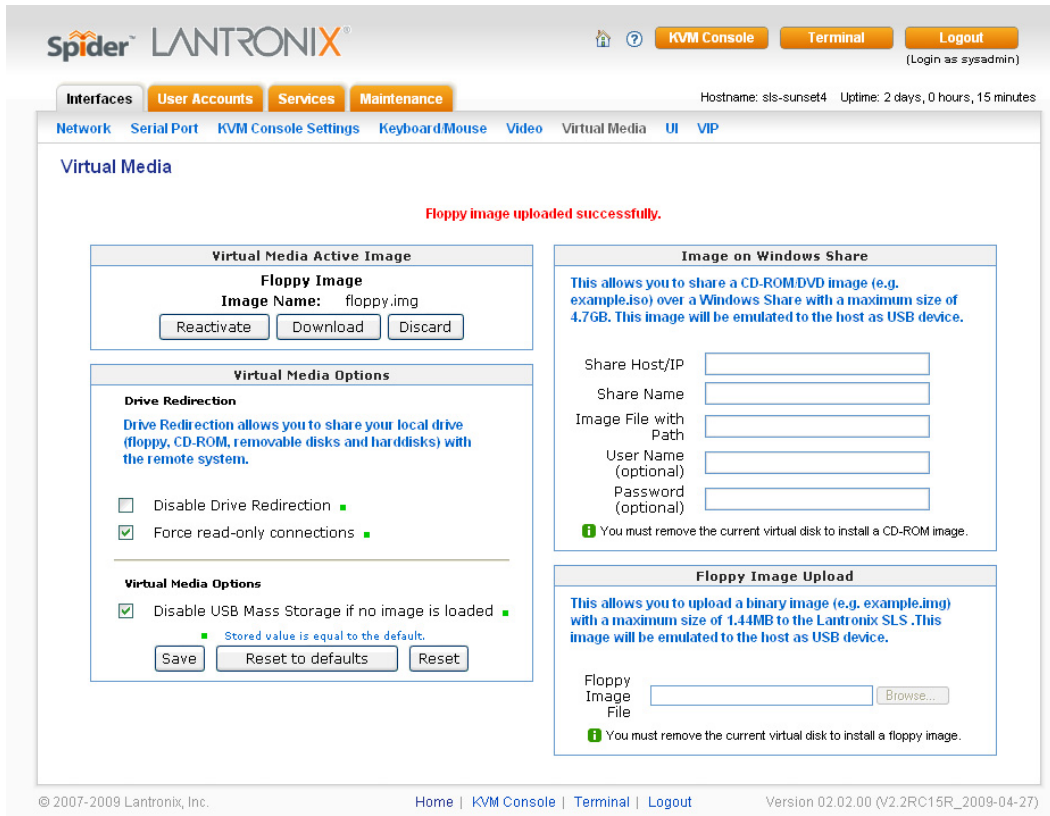 Spider™ LANTRONIX®
KVM Console Terminal Logout
(Login as sysadmin)
Interfaces User Accounts Services Maintenance
Hostname: sls-sunset4 Uptime: 2 days, 0 hours, 15 minutes
Network Serial Port KVM Console Settings Keyboard/Mouse Video Virtual Media UI VIP
Virtual Media
Floppy image uploaded successfully.
Virtual Media Active Image
Floppy Image
Image Name: floppy.img
Reactivate Download Discard
Virtual Media Options
Drive Redirection
Drive Redirection allows you to share your local drive
(floppy, CD-ROM, removable disks and harddisks) with
the remote system.
Disable Drive Redirection
Force read-only connections
Virtual Media Options
Disable USB Mass Storage if no image is loaded
Stored value is equal to the default.
Save Reset to defaults Reset
Image on Windows Share
This allows you to share a CD-ROM/DVD image (e.g.
example.iso) over a Windows Share with a maximum size of
4.7GB. This image will be emulated to the host as USB device.
Share Host/IP
Share Name
Image File with
Path
User Name
(optional)
Password
(optional)
You must remove the current virtual disk to install a CD-ROM image.
Floppy Image Upload
This allows you to upload a binary image (e.g. example.img)
with a maximum size of 1.44MB to the Lantronix SLS .This
image will be emulated to the host as USB device.
Floppy
Image
File
Browse...
You must remove the current virtual disk to install a floppy image.
© 2007-2009 Lantronix, Inc.
Home | KVM Console | Terminal | Logout
Version 02.02.00 (V2.2RC15R_2009-04-27)